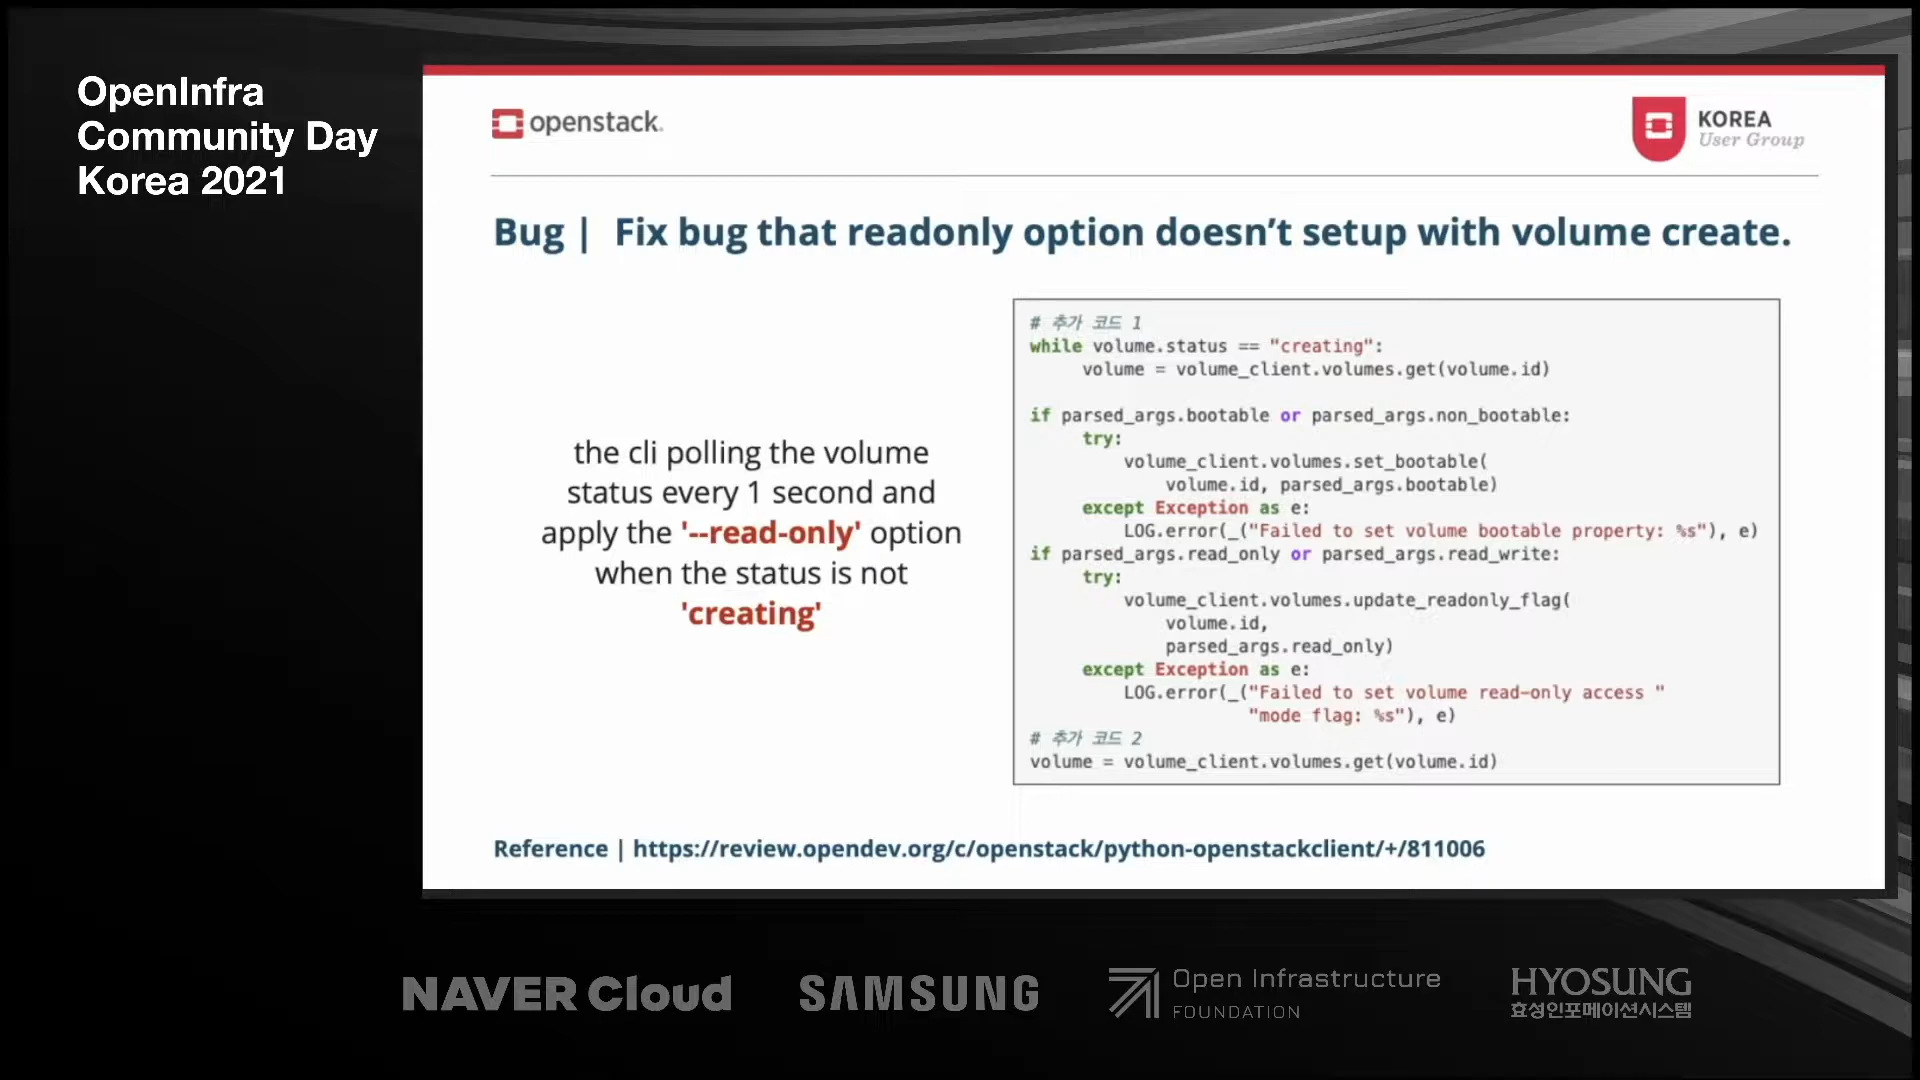 OpenInfra
Community Day
Korea 2021
openstack.
KOREA
User Group
Bug | Fix bug that readonly option doesn't setup with volume create.
the cli polling the volume
status every 1 second and
apply the '--read-only' option
when the status is not
'creating'
# 추가 코드 1
while volume.status == "creating":
    volume = volume_client.volumes.get(volume.id)
if parsed_args.bootable or parsed_args.non_bootable:
    try:
        volume_client.volumes.set_bootable(
            volume.id, parsed_args.bootable)
    except Exception as e:
        LOG.error(_("Failed to set volume bootable property: %s"), e)
if parsed_args.read_only or parsed_args.read_write:
    try:
        volume_client.volumes.update_readonly_flag(
            volume.id,
            parsed_args.read_only)
    except Exception as e:
        LOG.error(_("Failed to set volume read-only access "
                    "mode flag: %s"), e)
# 추가 코드 2
volume = volume_client.volumes.get(volume.id)
Reference | https://review.opendev.org/c/openstack/python-openstackclient/+/811006
NAVER Cloud
SAMSUNG
Open Infrastructure
FOUNDATION
HYOSUNG
효성인포메이션시스템